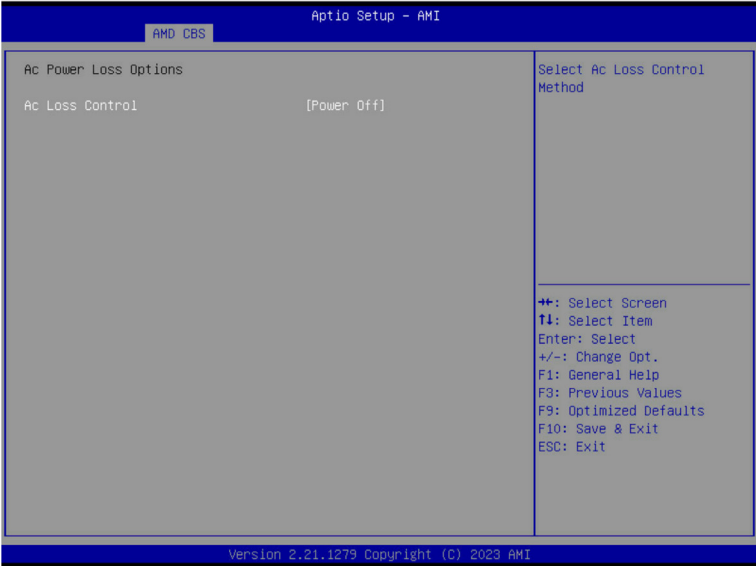 Aptio Setup - AMI
AMD CBS
Ac Power Loss Options
Ac Loss Control [Power Off]
Select Ac Loss Control
Method
→←: Select Screen
↑↓: Select Item
Enter: Select
+/-: Change Opt.
F1: General Help
F3: Previous Values
F9: Optimized Defaults
F10: Save & Exit
ESC: Exit
Version 2.21.1279 Copyright (C) 2023 AMI